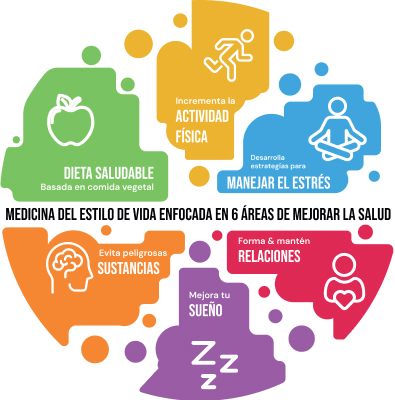 Incrementa la
ACTIVIDAD
FÍSICA
Desarrolla
estrategias para
MANEJAR EL ESTRÉS
DIETA SALUDABLE
Basada en comida vegetal
MEDICINA DEL ESTILO DE VIDA ENFOCADA EN 6 ÁREAS DE MEJORAR LA SALUD
Evita peligrosas
SUSTANCIAS
Forma & mantén
RELACIONES
Mejora tu
SUEÑO
Z Z Z